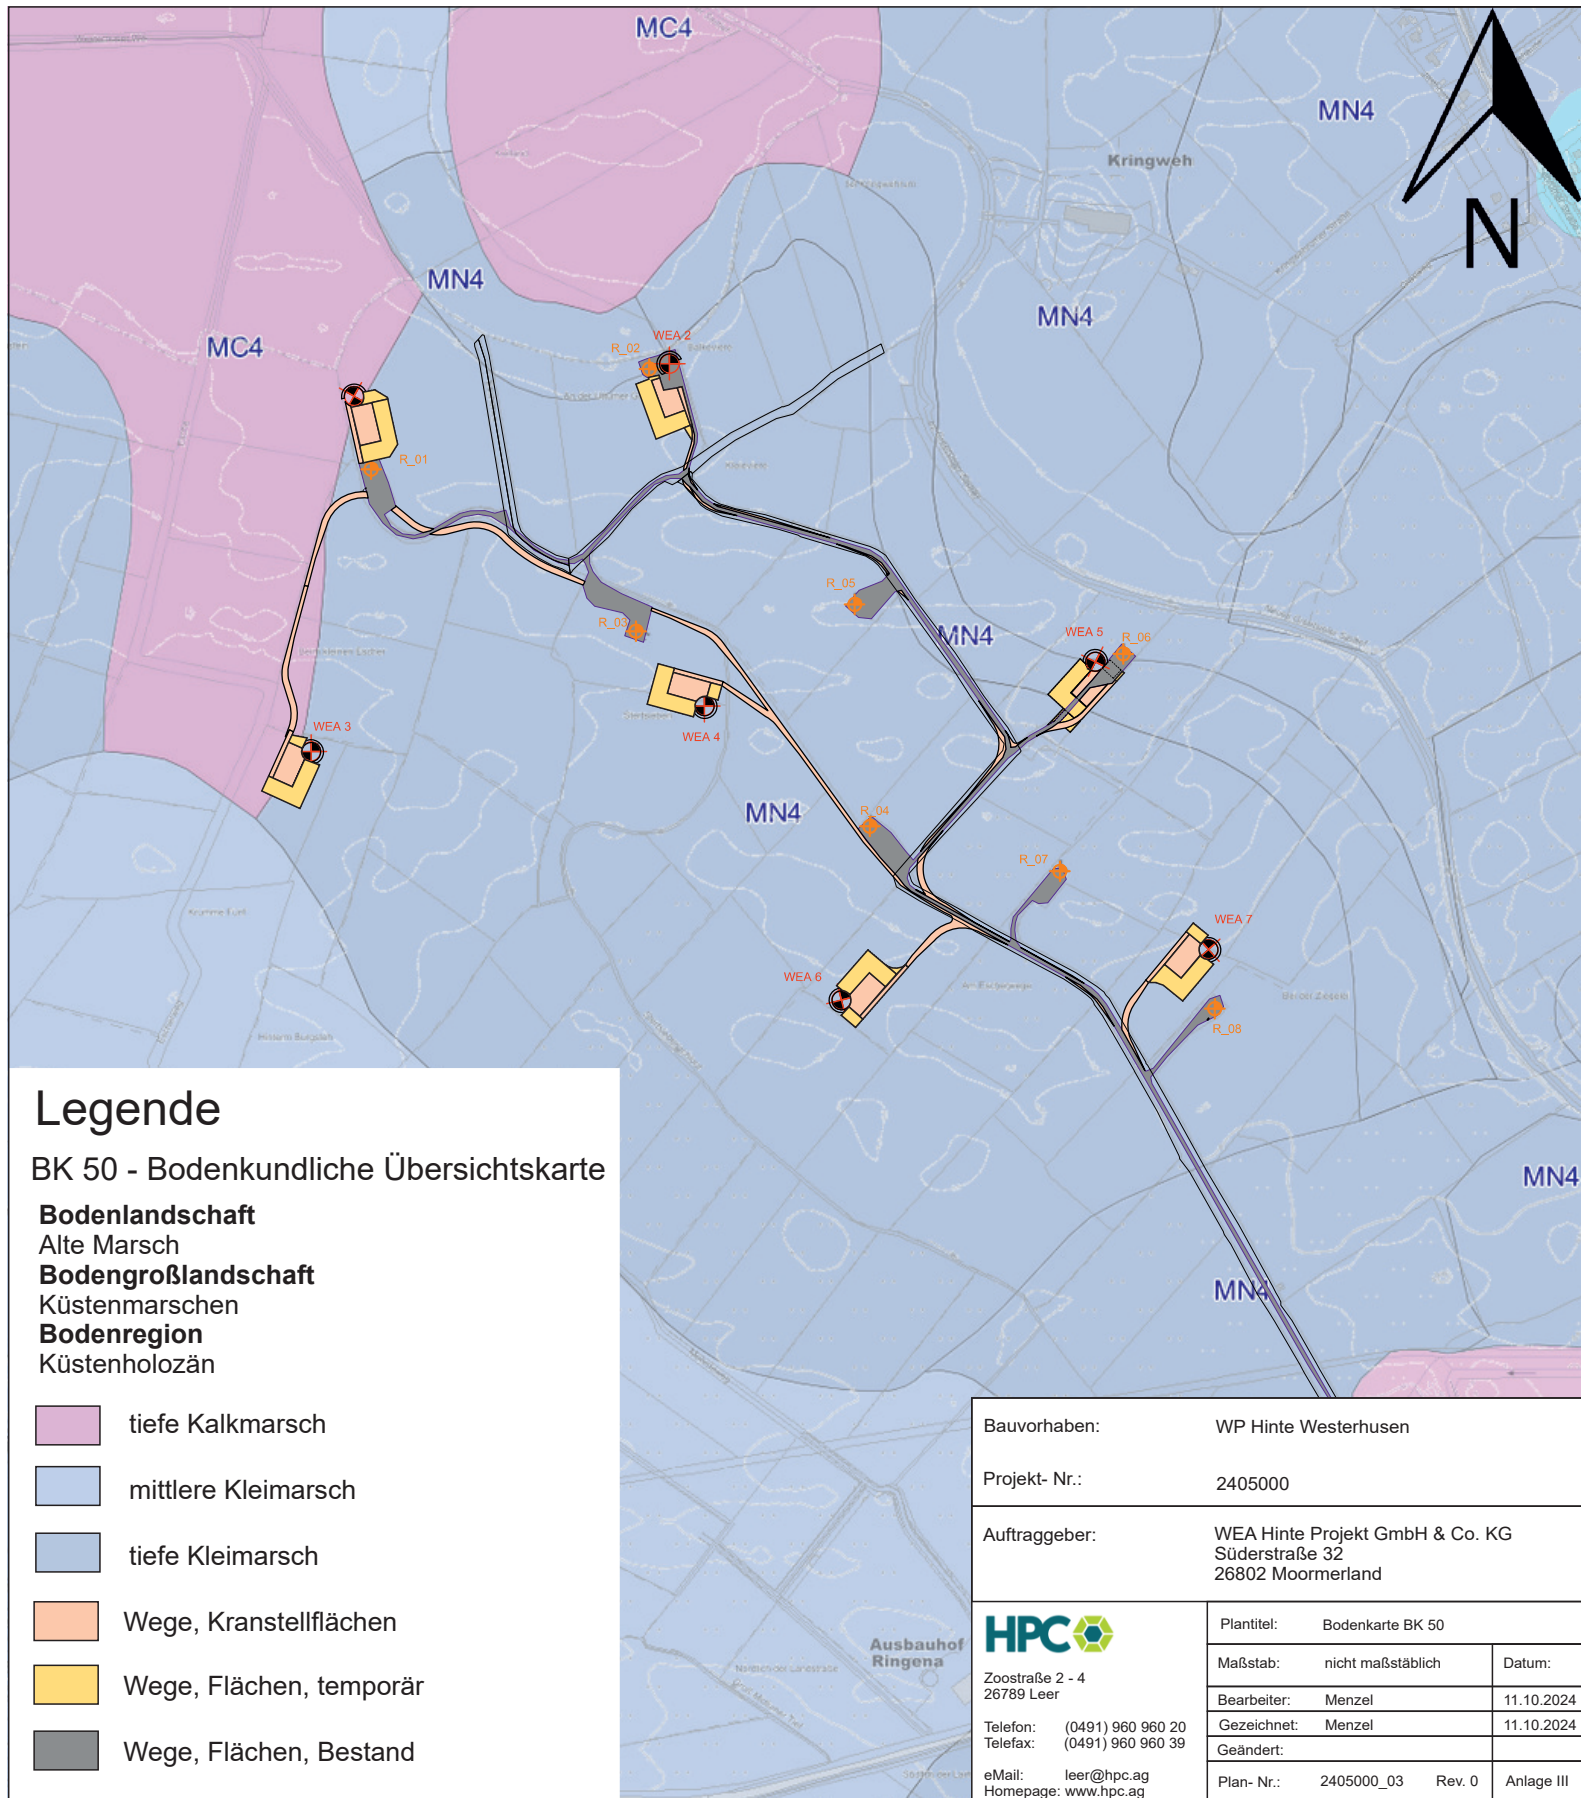 MC4
MN4
Kringweh
MN4
MN4
MC4
WEA 2
R_02
R_01
R_05
R_03
MN4
WEA 5
R_06
WEA 3
WEA 4
MN4
R_04
R_07
WEA 7
WEA 6
R_08
MN4
MN4
Ausbauhof
Ringena
Legende
BK 50 - Bodenkundliche Übersichtskarte
Bodenlandschaft
Alte Marsch
Bodengroßlandschaft
Küstenmarschen
Bodenregion
Küstenholozän
tiefe Kalkmarsch
mittlere Kleimarsch
tiefe Kleimarsch
Wege, Kranstellflächen
Wege, Flächen, temporär
Wege, Flächen, Bestand
N
Bauvorhaben: WP Hinte Westerhusen
Projekt- Nr.: 2405000
Auftraggeber: WEA Hinte Projekt GmbH & Co. KG
Süderstraße 32
26802 Moormerland
HPC
Zoostraße 2 - 4
26789 Leer
Telefon: (0491) 960 960 20
Telefax: (0491) 960 960 39
eMail: leer@hpc.ag
Homepage: www.hpc.ag
Plantitel: Bodenkarte BK 50
Maßstab: nicht maßstäblich Datum:
Bearbeiter: Menzel 11.10.2024
Gezeichnet: Menzel 11.10.2024
Geändert:
Plan- Nr.: 2405000_03 Rev. 0 Anlage III